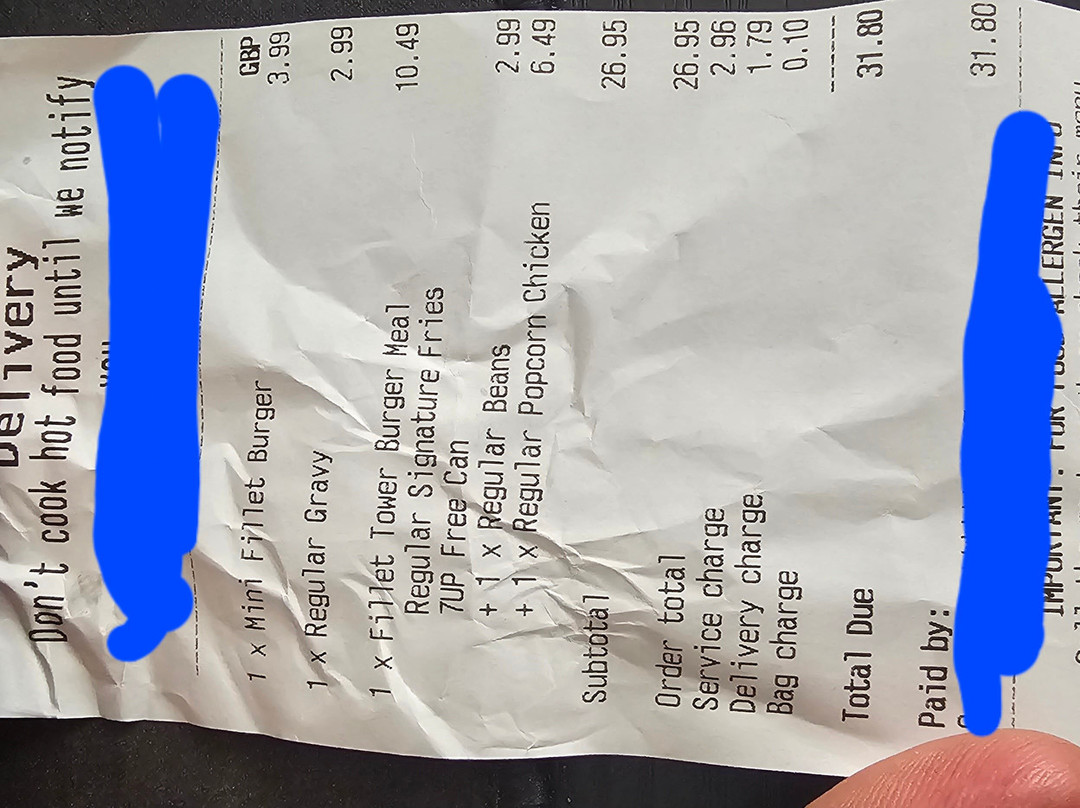 Delivery
Don't cook hot food until we notify
you
GBP
1 x Mini Fillet Burger 3.99
1 x Regular Gravy 2.99
1 x Fillet Tower Burger Meal 10.49
Regular Signature Fries
7UP Free Can
+ 1 x Regular Beans 2.99
+ 1 x Regular Popcorn Chicken 6.49
Subtotal 26.95
Order total 26.95
Service charge 2.96
Delivery charge 1.79
Bag charge 0.10
Total Due 31.80
Paid by:
31.80
IMPORTANT: FOR FOOD ALLERGEN INFO
their menu